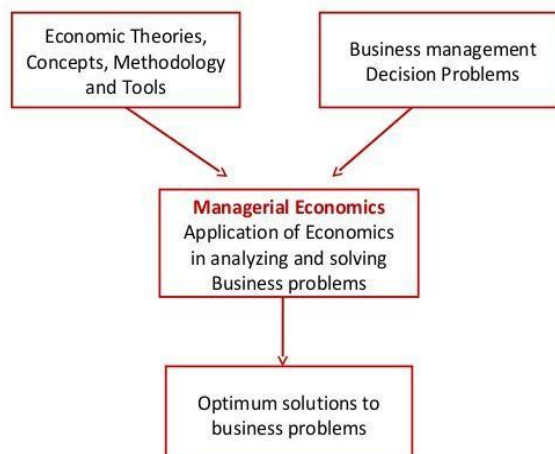 Economic Theories,
Concepts, Methodology
and Tools
Business management
Decision Problems
Managerial Economics
Application of Economics
in analyzing and solving
Business problems
Optimum solutions to
business problems